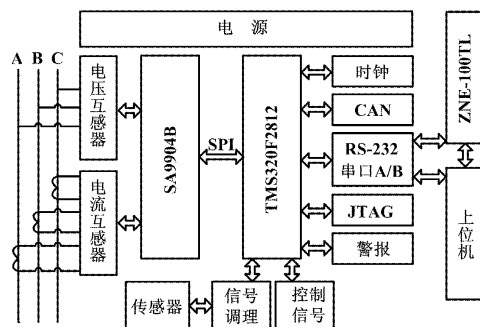 电 源
A B C
电压互感器
SA9904B
SPI
TMS320F2812
时钟
CAN
RS-232
串口A/B
JTAG
警报
ZNE-100TL
上位机
电流互感器
传感器
信号
调理
控制
信号